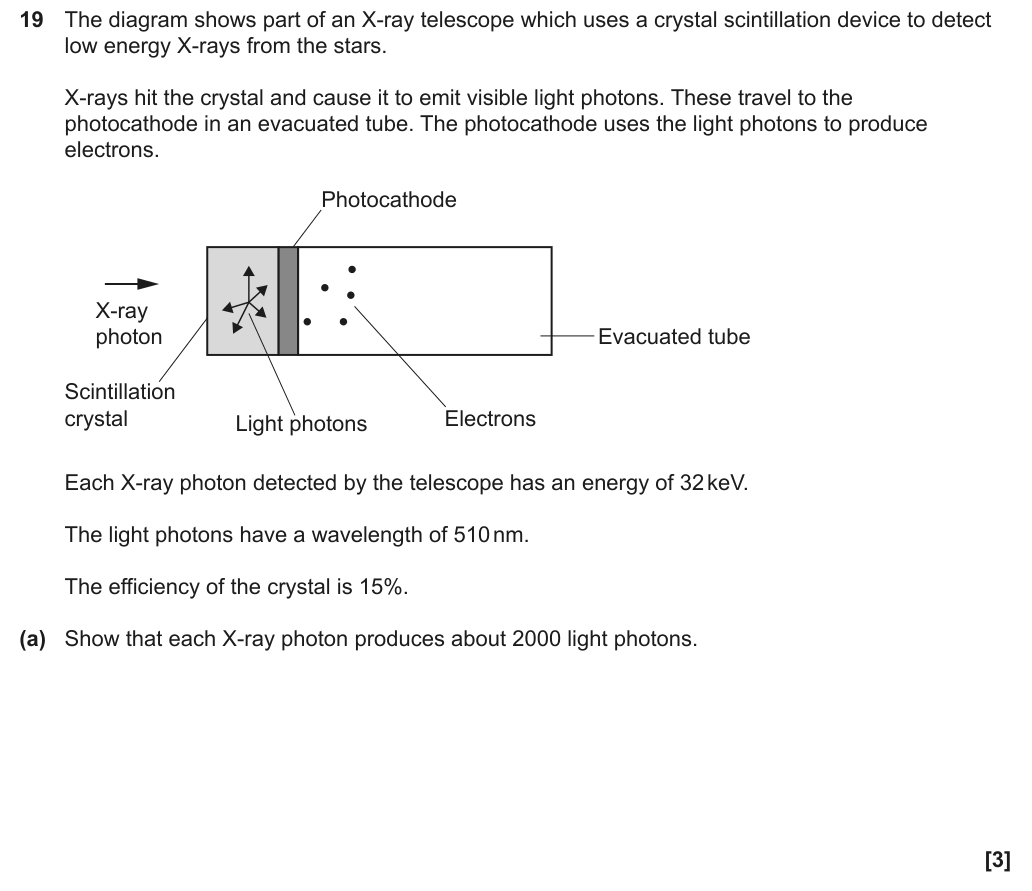 19 The diagram shows part of an X-ray telescope which uses a crystal scintillation device to detect
low energy X-rays from the stars.
X-rays hit the crystal and cause it to emit visible light photons. These travel to the
photocathode in an evacuated tube. The photocathode uses the light photons to produce
electrons.
Photocathode
X-ray
photon
Evacuated tube
Scintillation
crystal
Light photons
Electrons
Each X-ray photon detected by the telescope has an energy of 32 keV.
The light photons have a wavelength of 510 nm.
The efficiency of the crystal is 15%.
(a) Show that each X-ray photon produces about 2000 light photons.
[3]